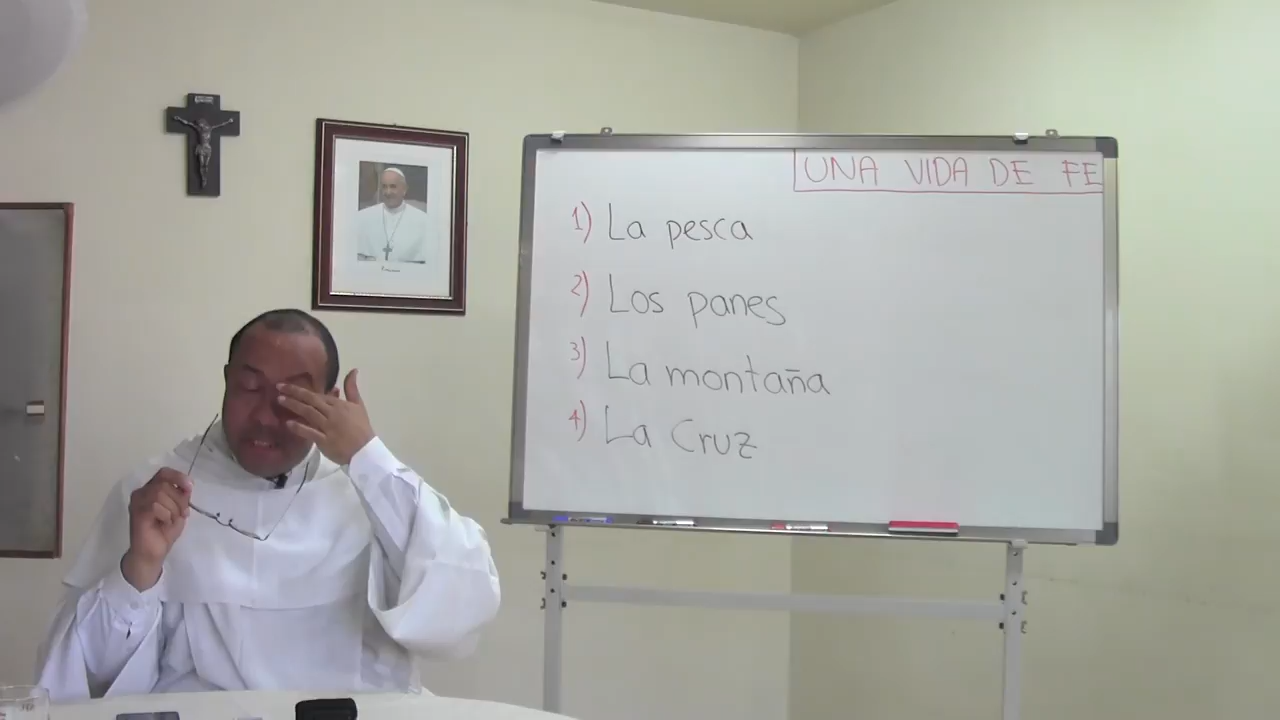 UNA VIDA DE FE
1) La pesca
2) Los panes
3) La montaña
4) La Cruz